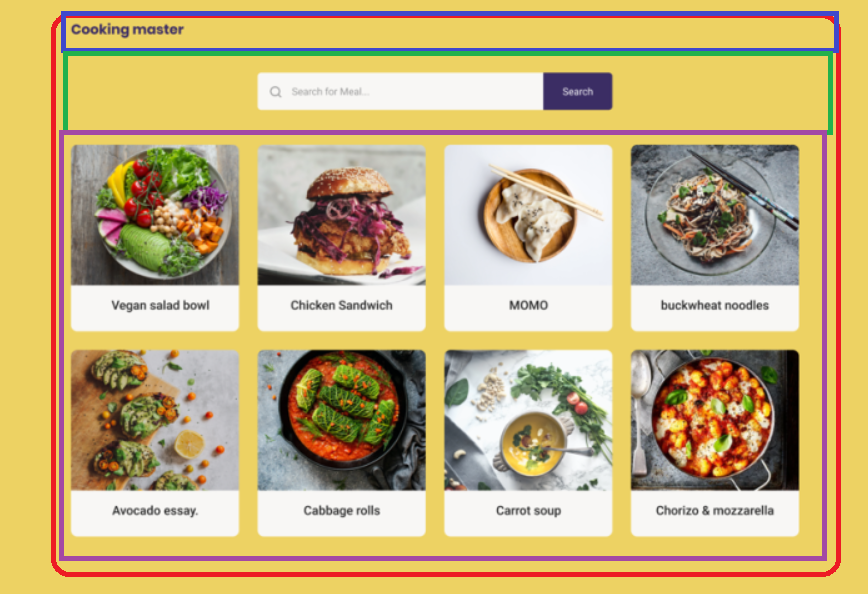 Cooking master
Search for Meal...
Search
Vegan salad bowl
Chicken Sandwich
MOMO
buckwheat noodles
Avocado essay.
Cabbage rolls
Carrot soup
Chorizo & mozzarella